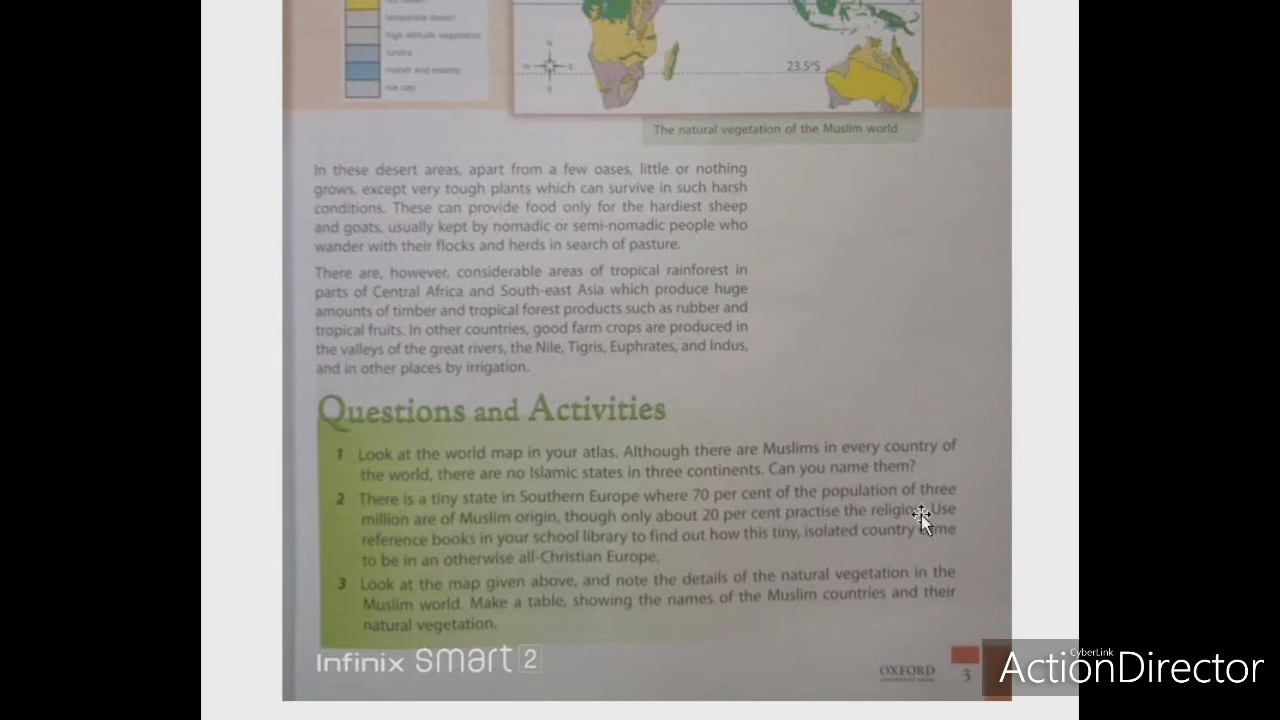 temperate desert
high altitude vegetation
tundra
marsh and swamp
ice cap
N
W
E
S
23.5°S
The natural vegetation of the Muslim world
In these desert areas, apart from a few oases, little or nothing
grows, except very tough plants which can survive in such harsh
conditions. These can provide food only for the hardiest sheep
and goats, usually kept by nomadic or semi-nomadic people who
wander with their flocks and herds in search of pasture.
There are, however, considerable areas of tropical rainforest in
parts of Central Africa and South-east Asia which produce huge
amounts of timber and tropical forest products such as rubber and
tropical fruits. In other countries, good farm crops are produced in
the valleys of the great rivers, the Nile, Tigris, Euphrates, and Indus,
and in other places by irrigation.
Questions and Activities
1 Look at the world map in your atlas. Although there are Muslims in every country of
the world, there are no Islamic states in three continents. Can you name them?
2 There is a tiny state in Southern Europe where 70 per cent of the population of three
million are of Muslim origin, though only about 20 per cent practise the religion. Use
reference books in your school library to find out how this tiny, isolated country came
to be in an otherwise all-Christian Europe.
3 Look at the map given above, and note the details of the natural vegetation in the
Muslim world. Make a table, showing the names of the Muslim countries and their
natural vegetation.
Infinix smart 2
OXFORD
UNIVERSITY PRESS
3
CyberLink
ActionDirector